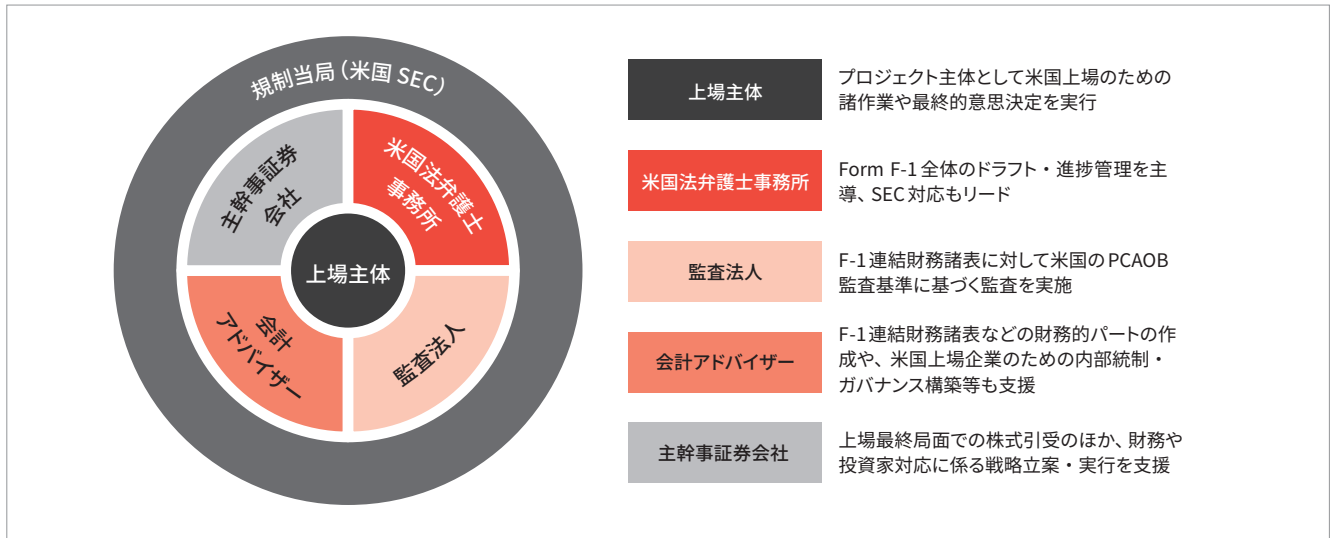 規制当局（米国 SEC）
主幹事証券
会社
米国法弁護士
事務所
上場主体
会計
アドバイザー
監査法人
上場主体
プロジェクト主体として米国上場のための
諸作業や最終的意思決定を実行
米国法弁護士事務所
Form F-1 全体のドラフト・進捗管理を主
導、SEC 対応もリード
監査法人
F-1 連結財務諸表に対して米国の PCAOB
監査基準に基づく監査を実施
会計アドバイザー
F-1 連結財務諸表などの財務的パートの作
成や、米国上場企業のための内部統制・
ガバナンス構築等も支援
主幹事証券会社
上場最終局面での株式引受のほか、財務や
投資家対応に係る戦略立案・実行を支援